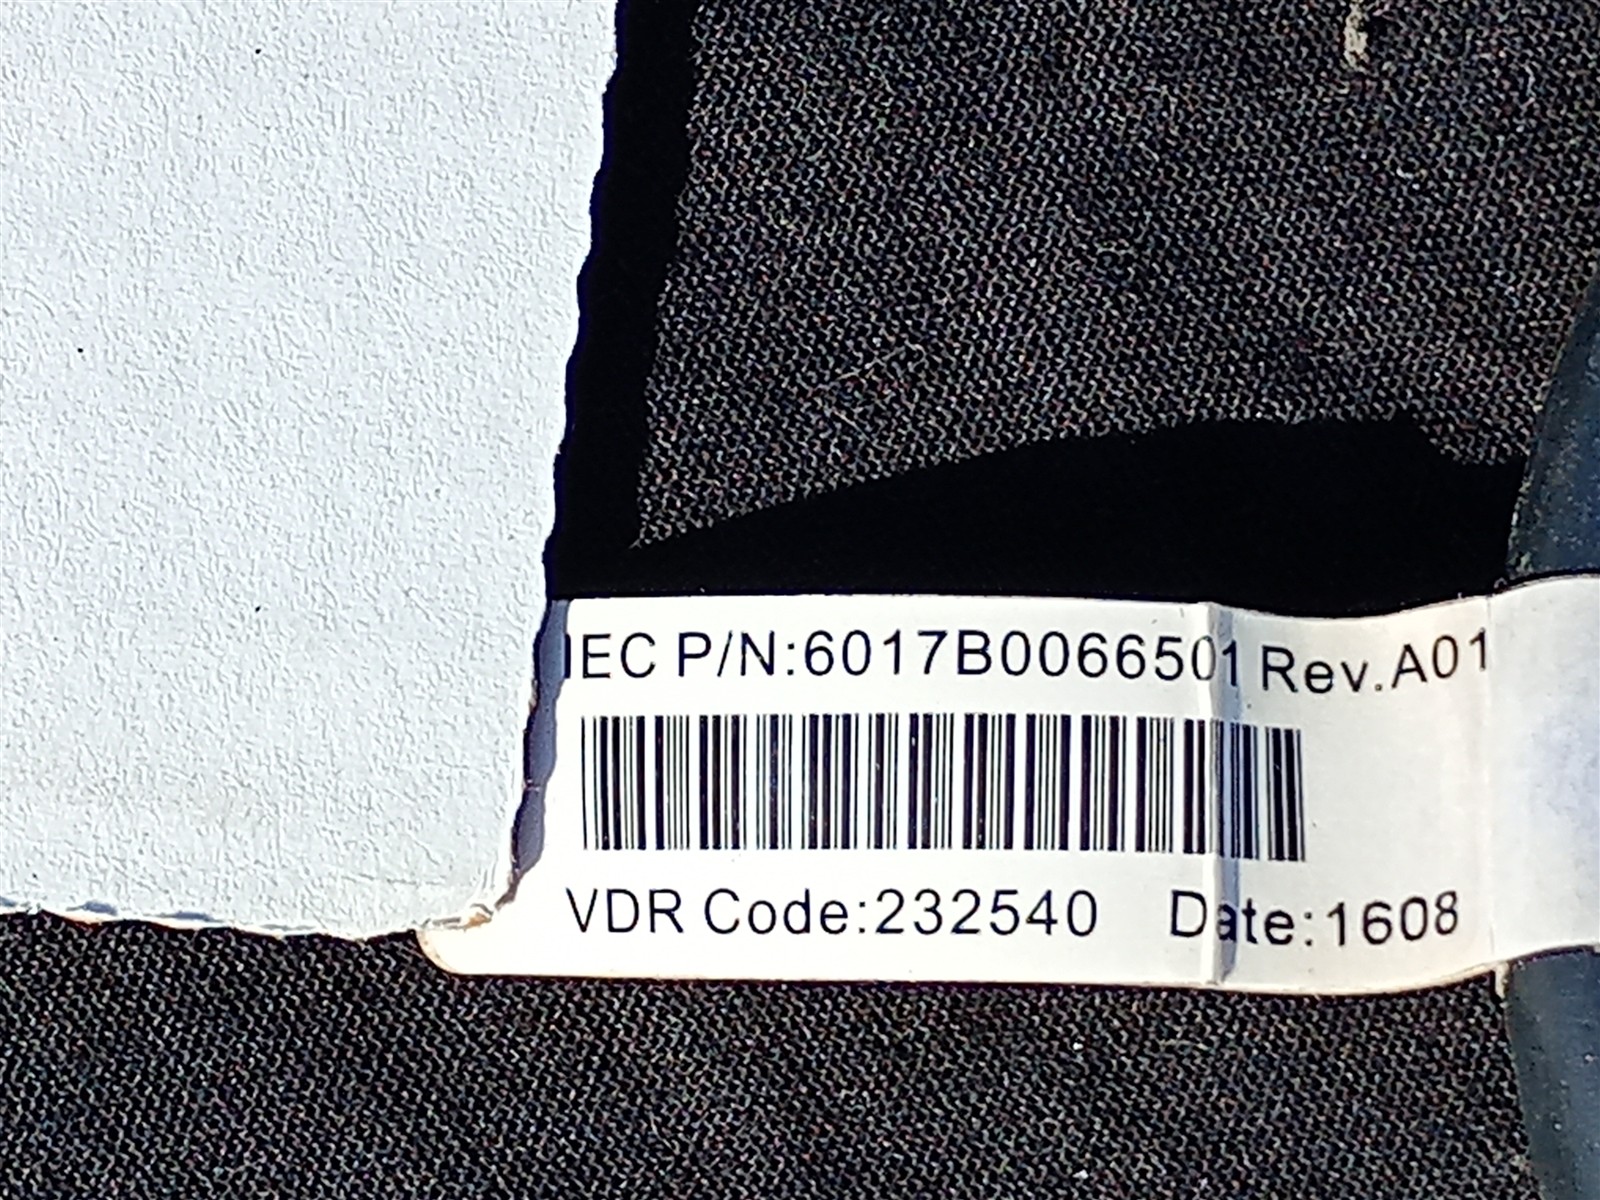 IEC P/N:6017B0066501 Rev.A01
VDR Code:232540 Date:1608